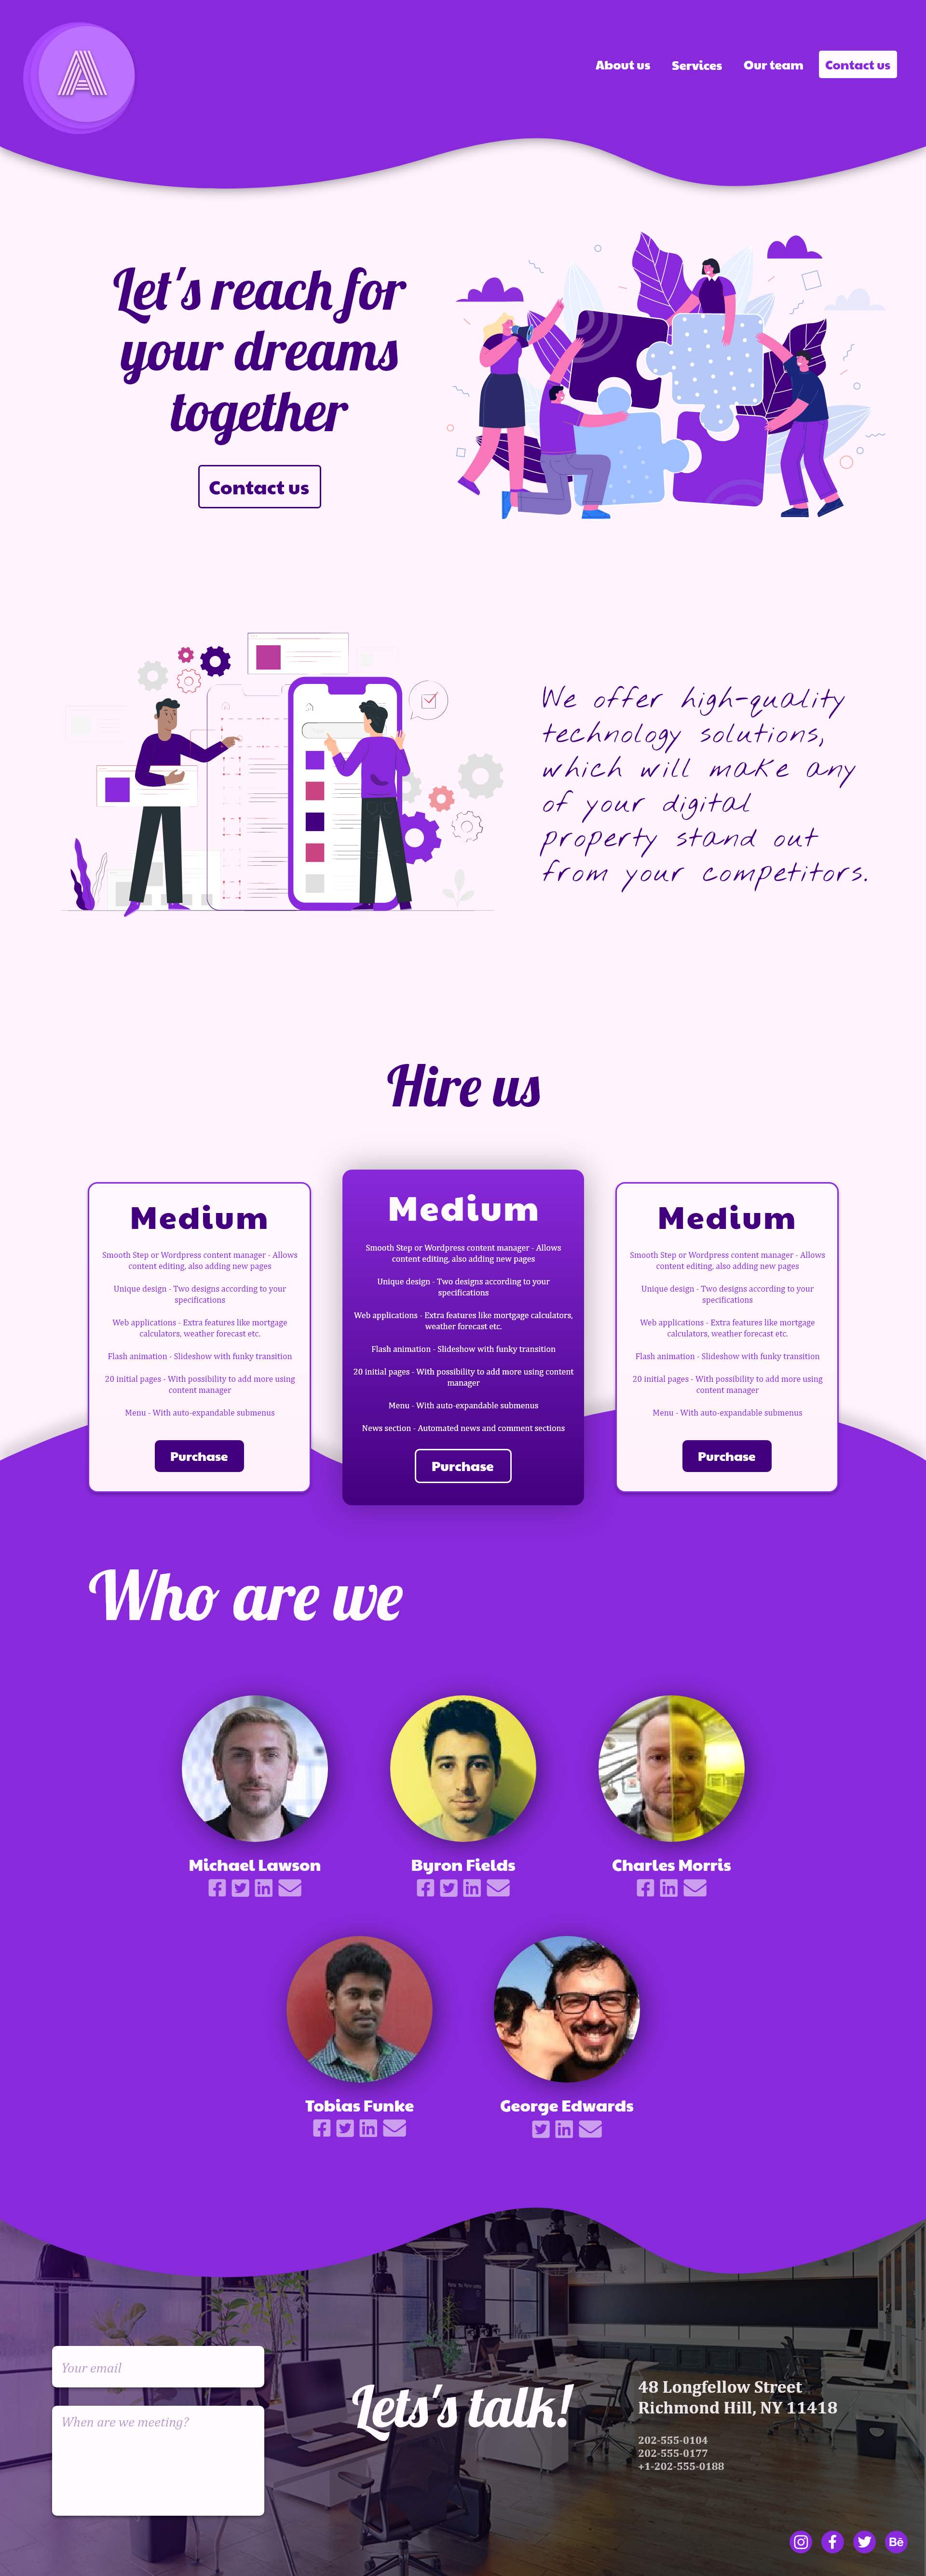 A
About us
Services
Our team
Contact us
Let's reach for
your dreams
together
Contact us
We offer high-quality
technology solutions,
which will make any
of your digital
property stand out
from your competitors.
Hire us
Medium
Smooth Step or Wordpress content manager - Allows
content editing, also adding new pages
Unique design - Two designs according to your
specifications
Web applications - Extra features like mortgage
calculators, weather forecast etc.
Flash animation - Slideshow with funky transition
20 initial pages - With possibility to add more using
content manager
Menu - With auto-expandable submenus
Purchase
Medium
Smooth Step or Wordpress content manager - Allows
content editing, also adding new pages
Unique design - Two designs according to your
specifications
Web applications - Extra features like mortgage calculators,
weather forecast etc.
Flash animation - Slideshow with funky transition
20 initial pages - With possibility to add more using content
manager
Menu - With auto-expandable submenus
News section - Automated news and comment sections
Purchase
Medium
Smooth Step or Wordpress content manager - Allows
content editing, also adding new pages
Unique design - Two designs according to your
specifications
Web applications - Extra features like mortgage
calculators, weather forecast etc.
Flash animation - Slideshow with funky transition
20 initial pages - With possibility to add more using
content manager
Menu - With auto-expandable submenus
Purchase
Who are we
Michael Lawson
Byron Fields
Charles Morris
Tobias Funke
George Edwards
Your email
When are we meeting?
Lets's talk!
48 Longfellow Street
Richmond Hill, NY 11418
202-555-0104
202-555-0177
+1-202-555-0188
Bē